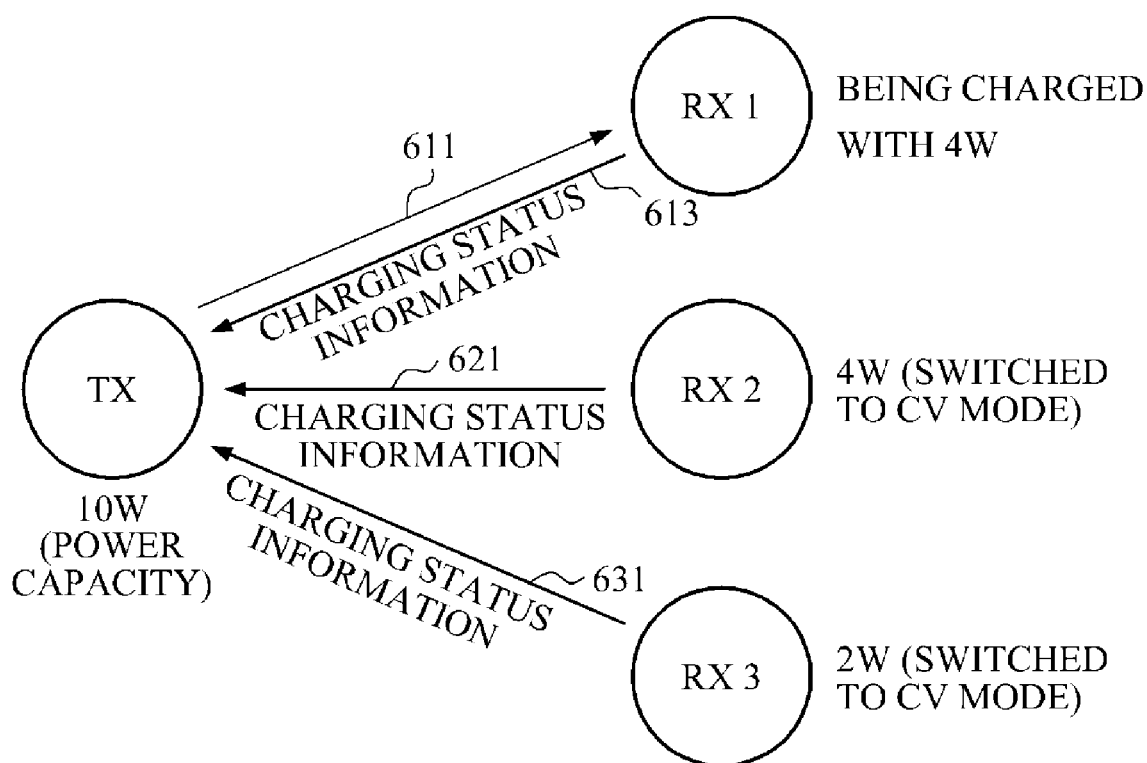 RX 1
BEING CHARGED
WITH 4W
611
613
CHARGING STATUS
INFORMATION
TX
10W
(POWER
CAPACITY)
621
CHARGING STATUS
INFORMATION
RX 2
4W (SWITCHED
TO CV MODE)
CHARGING STATUS
INFORMATION
631
RX 3
2W (SWITCHED
TO CV MODE)